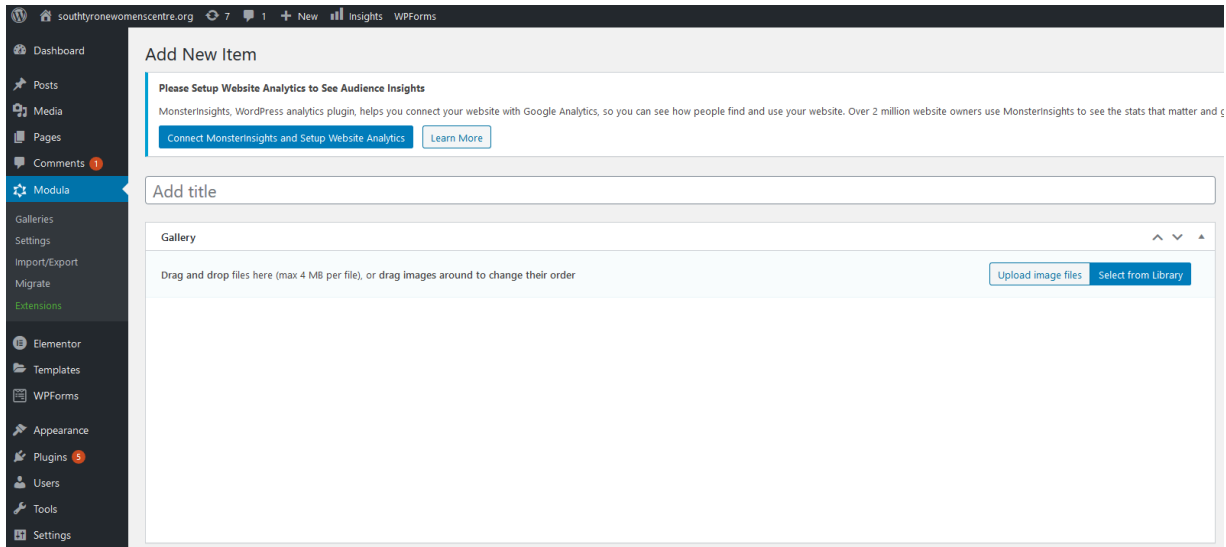 southtyronewomenscentre.org 7 1 + New Insights WPForms
Dashboard
Posts
Media
Pages
Comments 1
Modula
Galleries
Settings
Import/Export
Migrate
Extensions
Elementor
Templates
WPForms
Appearance
Plugins 5
Users
Tools
Settings
Add New Item
Please Setup Website Analytics to See Audience Insights
MonsterInsights, WordPress analytics plugin, helps you connect your website with Google Analytics, so you can see how people find and use your website. Over 2 million website owners use MonsterInsights to see the stats that matter and
Connect MonsterInsights and Setup Website Analytics Learn More
Add title
Gallery
Drag and drop files here (max 4 MB per file), or drag images around to change their order Upload image files Select from Library